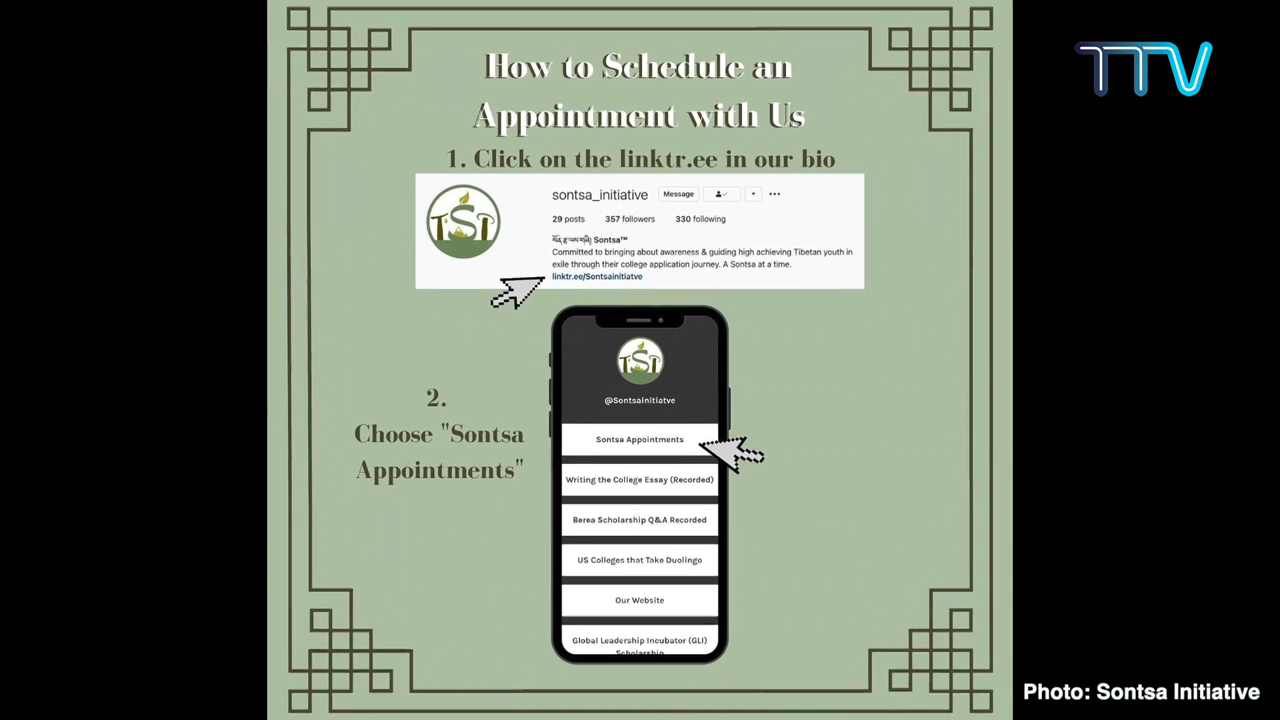 How to Schedule an
Appointment with Us
TTV
1. Click on the linktr.ee in our bio
TSP
sontsa_initiative Message
29 posts 357 followers 330 following
Sontsa™
Committed to bringing about awareness & guiding high achieving Tibetan youth in
exile through their college application journey. A Sontsa at a time.
linktr.ee/Sontsainitiatve
TSP
@SontsaInitiatve
2.
Choose "Sontsa
Appointments"
Sontsa Appointments
Writing the College Essay (Recorded)
Berea Scholarship Q&A Recorded
US Colleges that Take Duolingo
Our Website
Global Leadership Incubator (GLI)
Scholarship
Photo: Sontsa Initiative